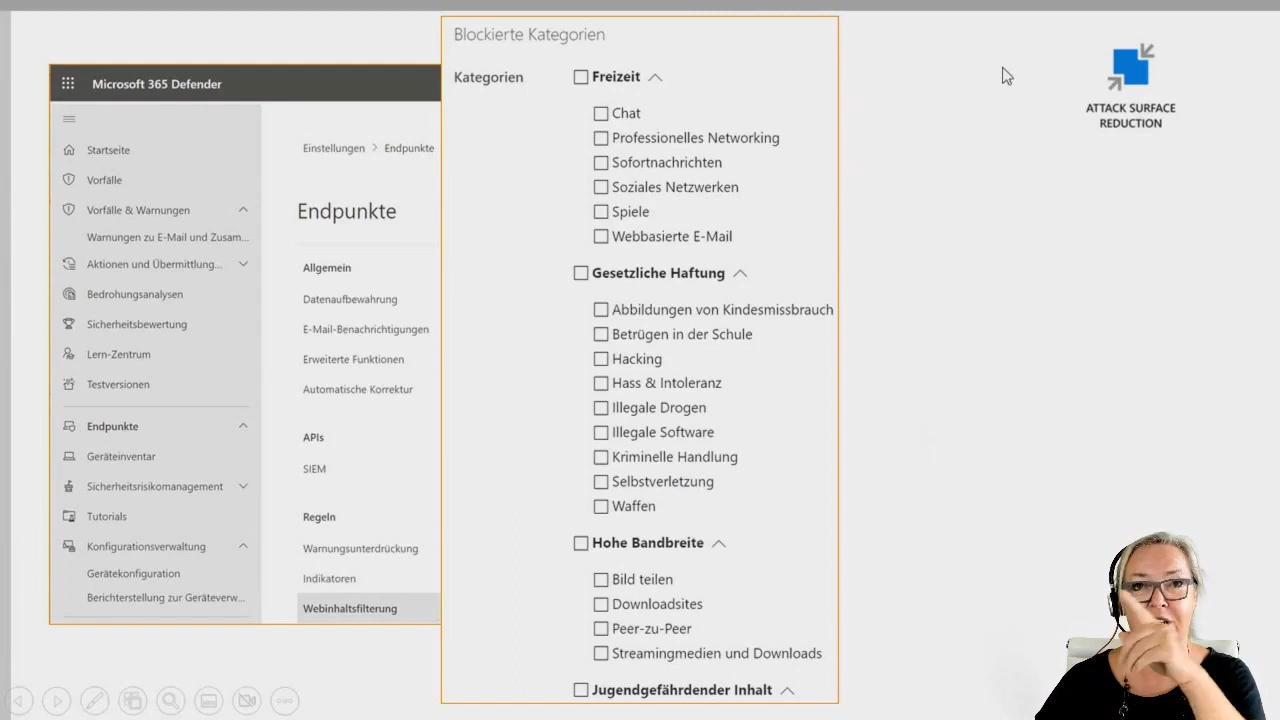 Microsoft 365 Defender
Startseite
Vorfälle
Vorfälle & Warnungen
Warnungen zu E-Mail und Zusam...
Aktionen und Übermittlung...
Bedrohungsanalysen
Sicherheitsbewertung
Lern-Zentrum
Testversionen
Endpunkte
Geräteinventar
Sicherheitsrisikomanagement
Tutorials
Konfigurationsverwaltung
Gerätekonfiguration
Berichterstellung zur Geräteverw...
Einstellungen > Endpunkte
Endpunkte
Allgemein
Datenaufbewahrung
E-Mail-Benachrichtigungen
Erweiterte Funktionen
Automatische Korrektur
APIs
SIEM
Regeln
Warnungsunterdrückung
Indikatoren
Webinhaltsfilterung
Blockierte Kategorien
Kategorien
Freizeit
Chat
Professionelles Networking
Sofortnachrichten
Soziales Netzwerken
Spiele
Webbasierte E-Mail
Gesetzliche Haftung
Abbildungen von Kindesmissbrauch
Betrügen in der Schule
Hacking
Hass & Intoleranz
Illegale Drogen
Illegale Software
Kriminelle Handlung
Selbstverletzung
Waffen
Hohe Bandbreite
Bild teilen
Downloadsites
Peer-zu-Peer
Streamingmedien und Downloads
Jugendgefährdender Inhalt
ATTACK SURFACE
REDUCTION